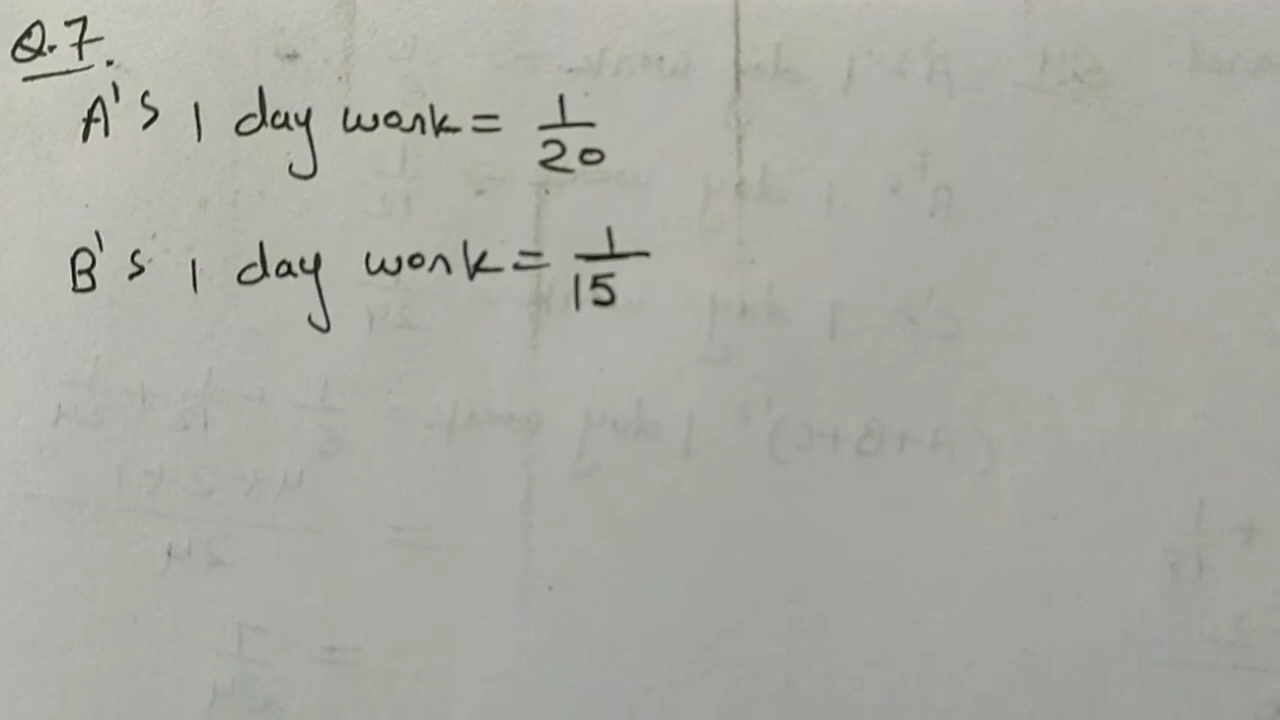 Q.7.
A's 1 day work = 1/20
B's 1 day work = 1/15